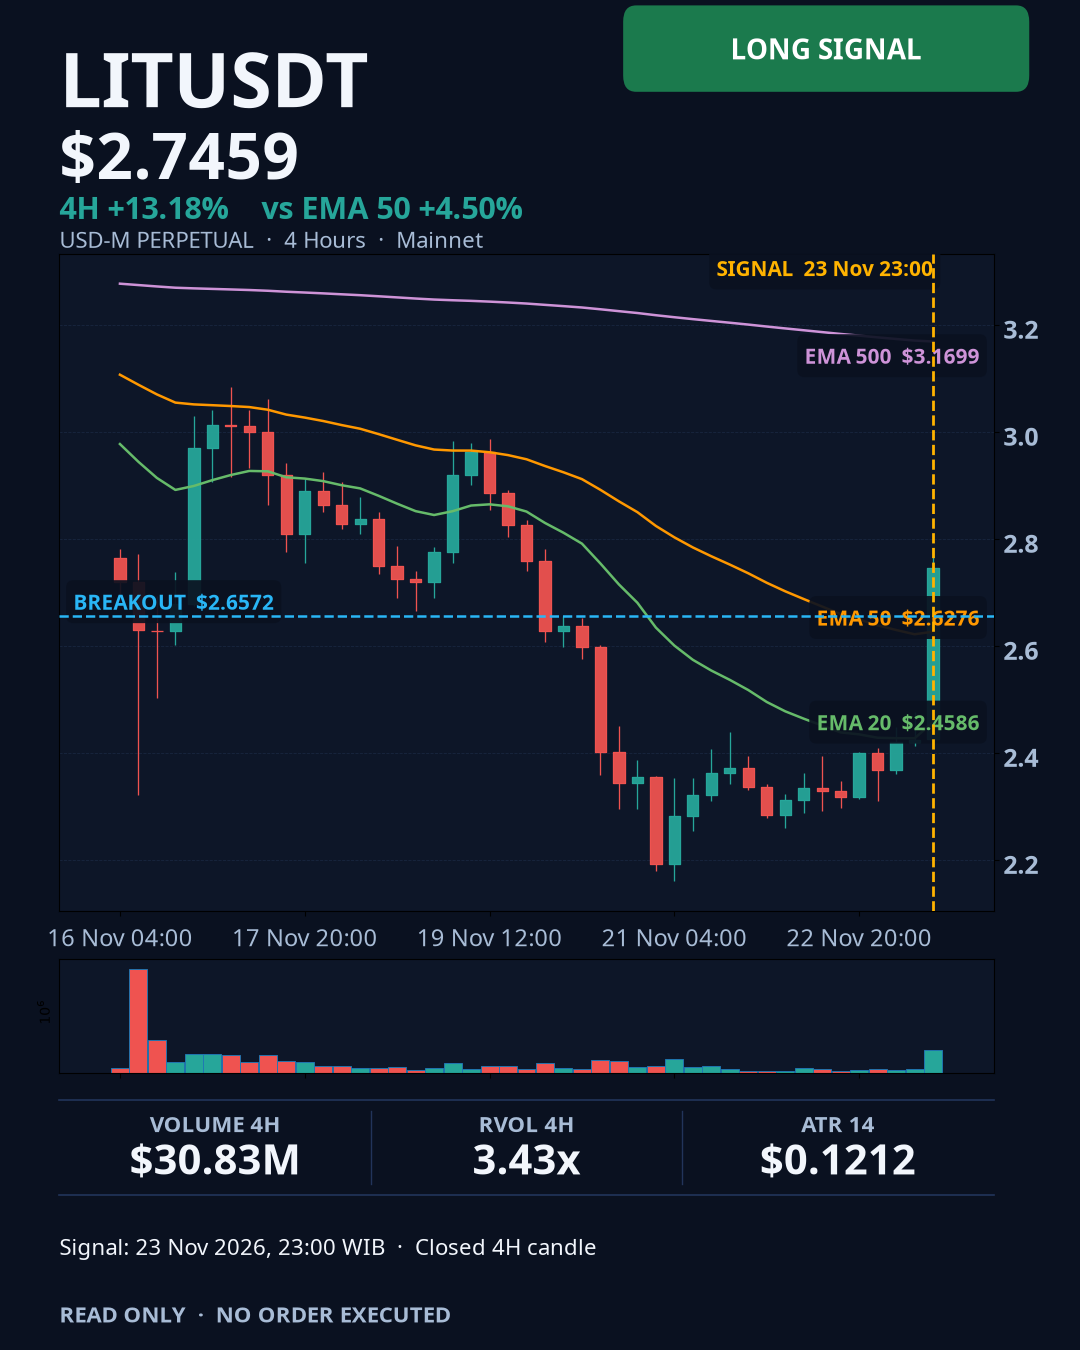 LONG SIGNAL
LITUSDT
$2.7459
4H +13.18% vs EMA 50 +4.50%
USD-M PERPETUAL · 4 Hours · Mainnet
SIGNAL 23 Nov 23:00
3.2
EMA 500 $3.1699
3.0
2.8
BREAKOUT $2.6572
EMA 50 $2.6276
2.6
EMA 20 $2.4586
2.4
2.2
16 Nov 04:00 17 Nov 20:00 19 Nov 12:00 21 Nov 04:00 22 Nov 20:00
10⁶
VOLUME 4H RVOL 4H ATR 14
$30.83M 3.43x $0.1212
Signal: 23 Nov 2026, 23:00 WIB · Closed 4H candle
READ ONLY · NO ORDER EXECUTED